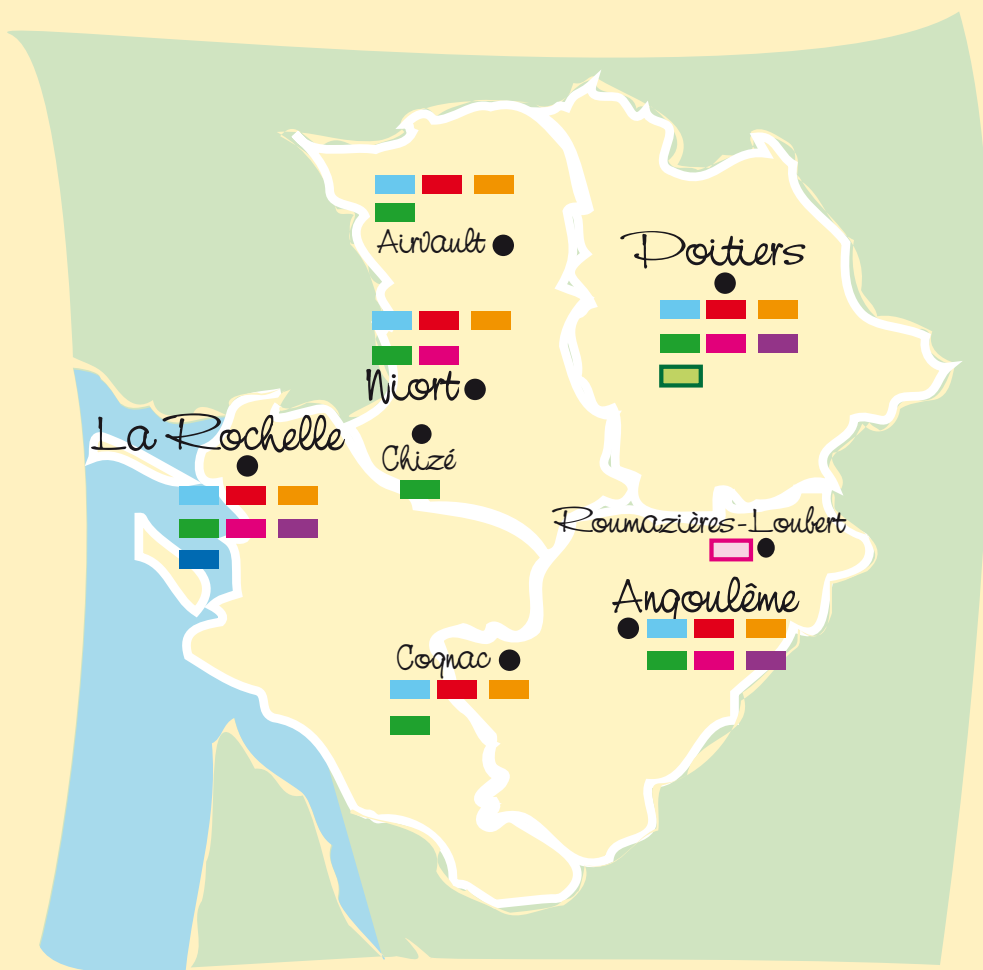 Airvault
Poitiers
Niort
La Rochelle
Chizé
Roumazières-Loubert
Angoulême
Cognac